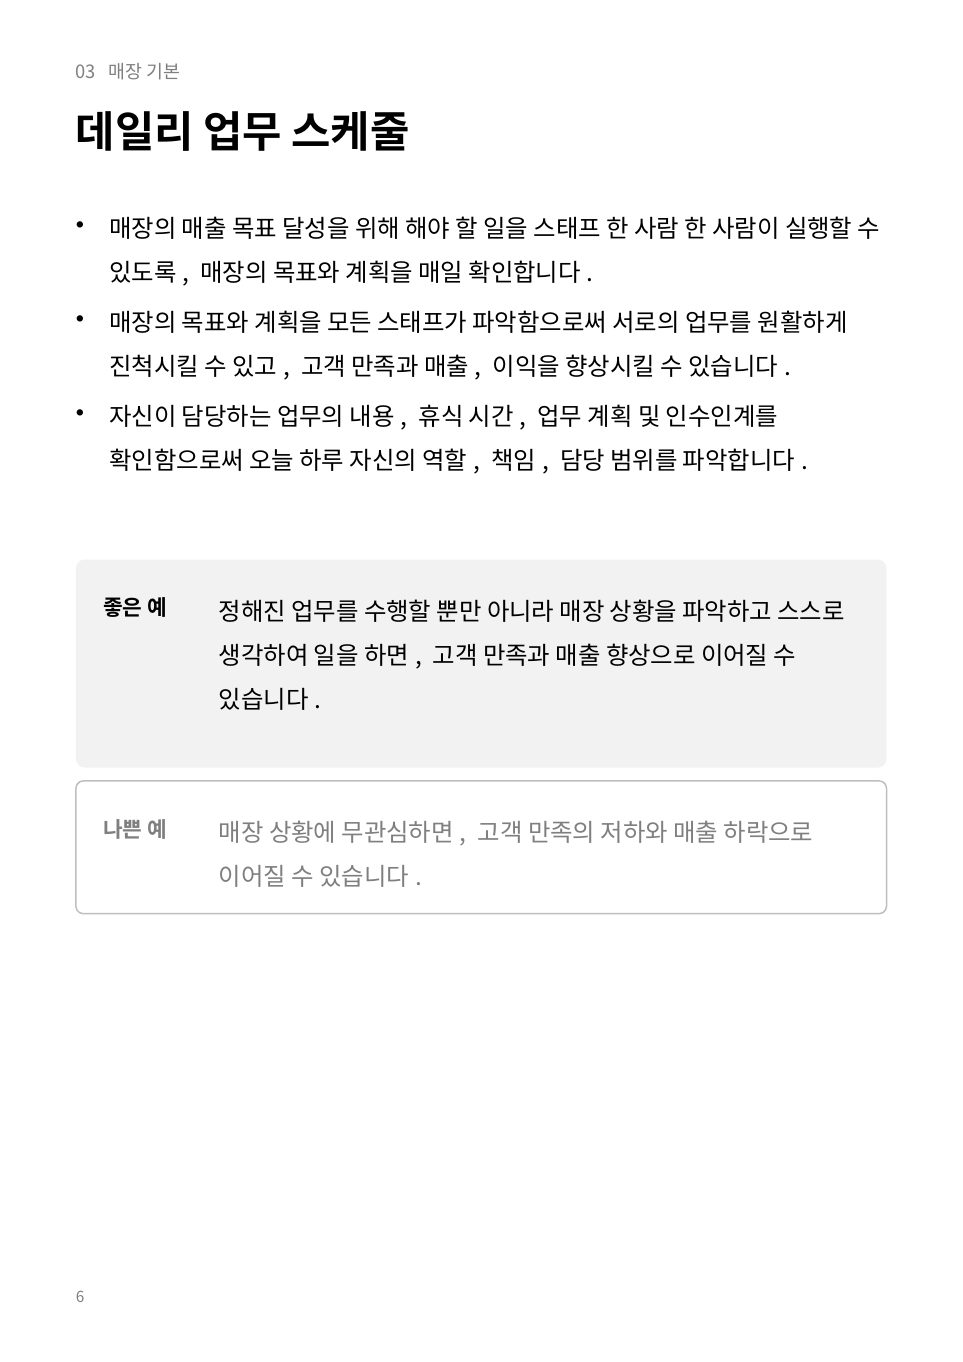 03 매장 기본
데일리 업무 스케줄
• 매장의 매출 목표 달성을 위해 해야 할 일을 스태프 한 사람 한 사람이 실행할 수
있도록 , 매장의 목표와 계획을 매일 확인합니다 .
• 매장의 목표와 계획을 모든 스태프가 파악함으로써 서로의 업무를 원활하게
진척시킬 수 있고 , 고객 만족과 매출 , 이익을 향상시킬 수 있습니다 .
• 자신이 담당하는 업무의 내용 , 휴식 시간 , 업무 계획 및 인수인계를
확인함으로써 오늘 하루 자신의 역할 , 책임 , 담당 범위를 파악합니다 .
좋은 예 정해진 업무를 수행할 뿐만 아니라 매장 상황을 파악하고 스스로
생각하여 일을 하면 , 고객 만족과 매출 향상으로 이어질 수
있습니다 .
나쁜 예 매장 상황에 무관심하면 , 고객 만족의 저하와 매출 하락으로
이어질 수 있습니다 .
6